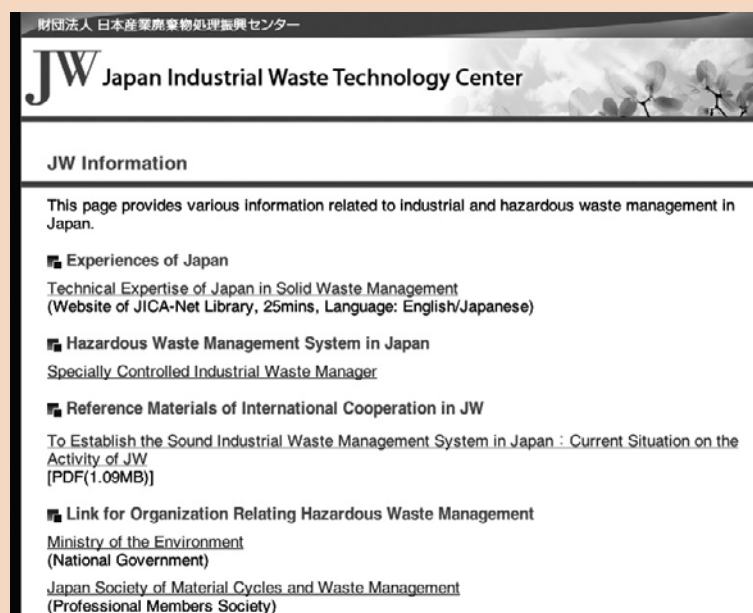 財団法人 日本産業廃棄物処理振興センター
JW Japan Industrial Waste Technology Center
JW Information
This page provides various information related to industrial and hazardous waste management in
Japan.
Experiences of Japan
Technical Expertise of Japan in Solid Waste Management
(Website of JICA-Net Library, 25mins, Language: English/Japanese)
Hazardous Waste Management System in Japan
Specially Controlled Industrial Waste Manager
Reference Materials of International Cooperation in JW
To Establish the Sound Industrial Waste Management System in Japan : Current Situation on the
Activity of JW
[PDF(1.09MB)]
Link for Organization Relating Hazardous Waste Management
Ministry of the Environment
(National Government)
Japan Society of Material Cycles and Waste Management
(Professional Members Society)